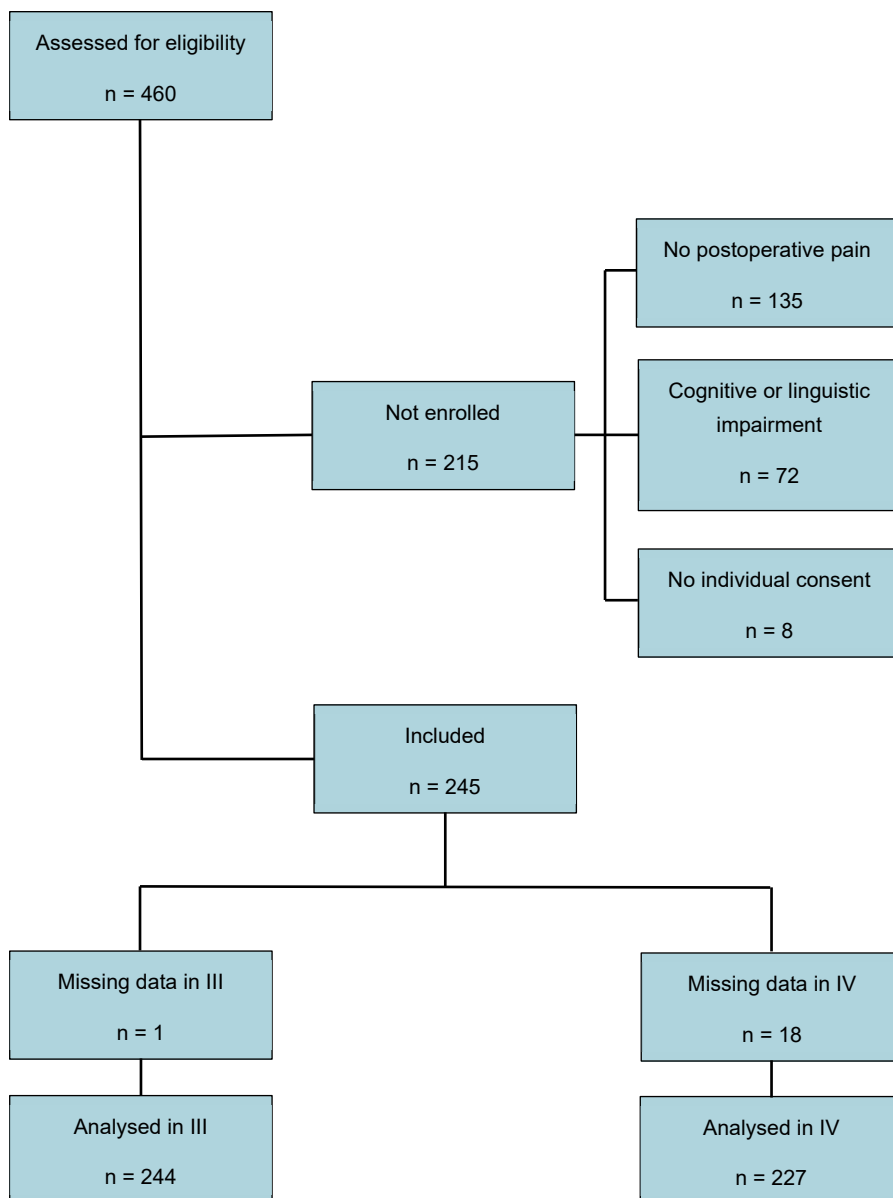 Assessed for eligibility
n = 460
No postoperative pain
n = 135
Cognitive or linguistic
impairment
n = 72
Not enrolled
n = 215
No individual consent
n = 8
Included
n = 245
Missing data in III
n = 1
Missing data in IV
n = 18
Analysed in III
n = 244
Analysed in IV
n = 227